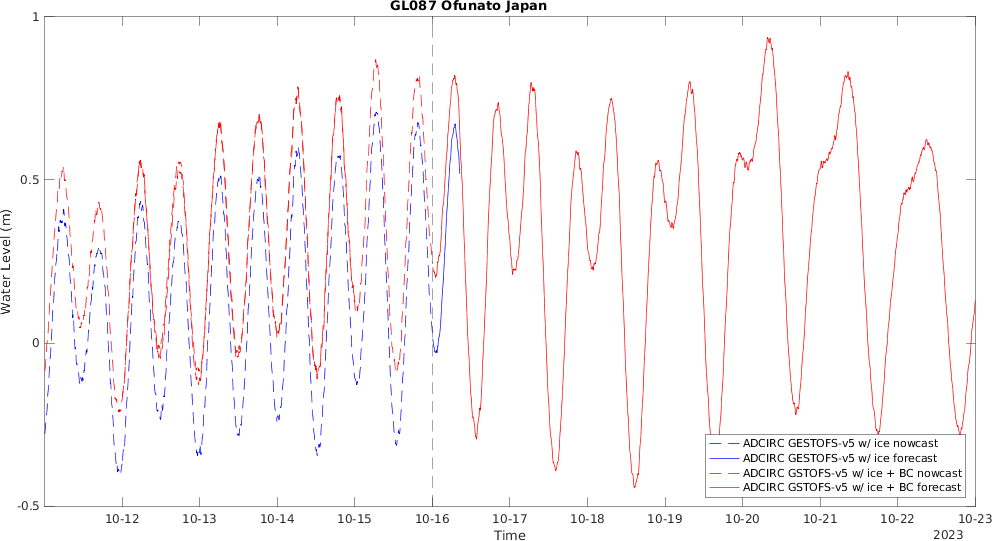 GL087 Ofunato Japan
1
0.5
0
-0.5
Water Level (m)
10-12
10-13
10-14
10-15
10-16
10-17
10-18
10-19
10-20
10-21
10-22
10-23
Time
2023
ADCIRC GESTOFS-v5 w/ ice nowcast
ADCIRC GESTOFS-v5 w/ ice forecast
ADCIRC GSTOFS-v5 w/ ice + BC nowcast
ADCIRC GSTOFS-v5 w/ ice + BC forecast